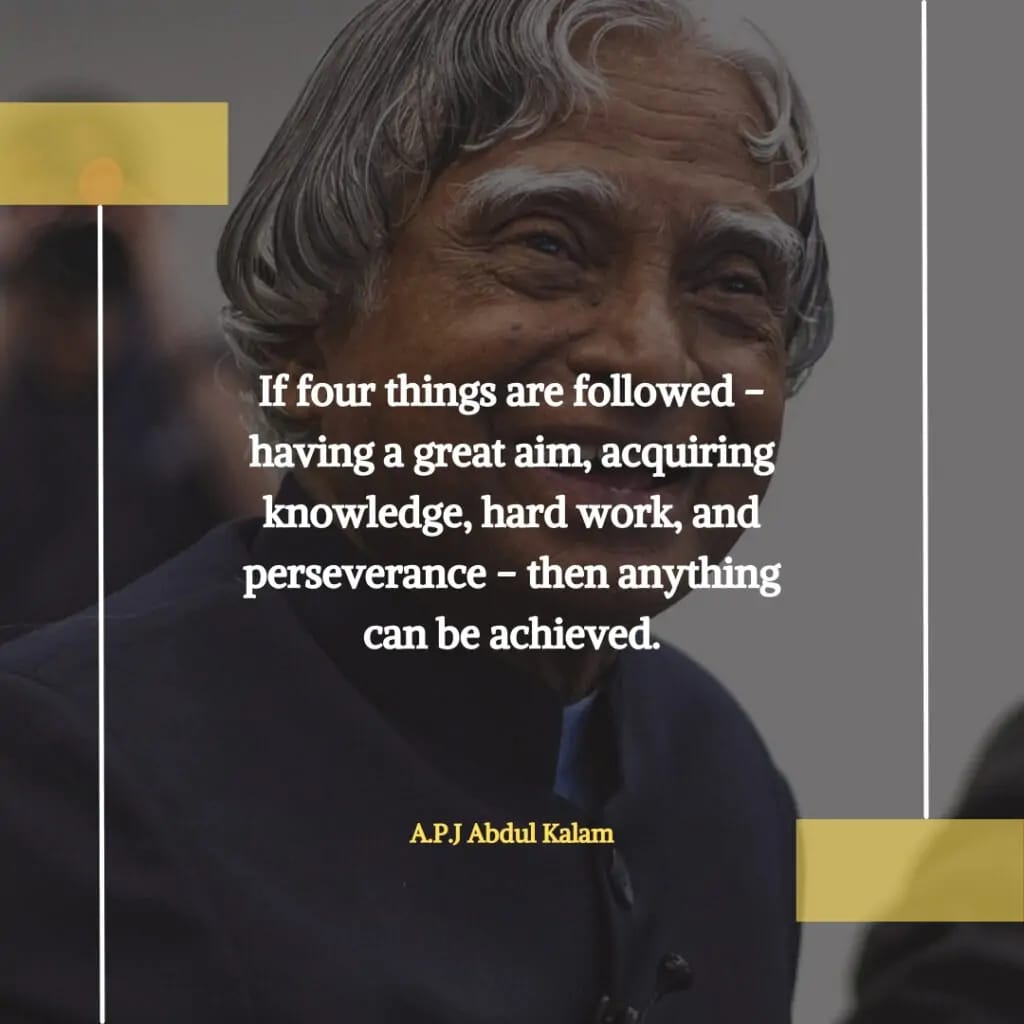 If four things are followed –
having a great aim, acquiring
knowledge, hard work, and
perseverance – then anything
can be achieved.
A.P.J Abdul Kalam